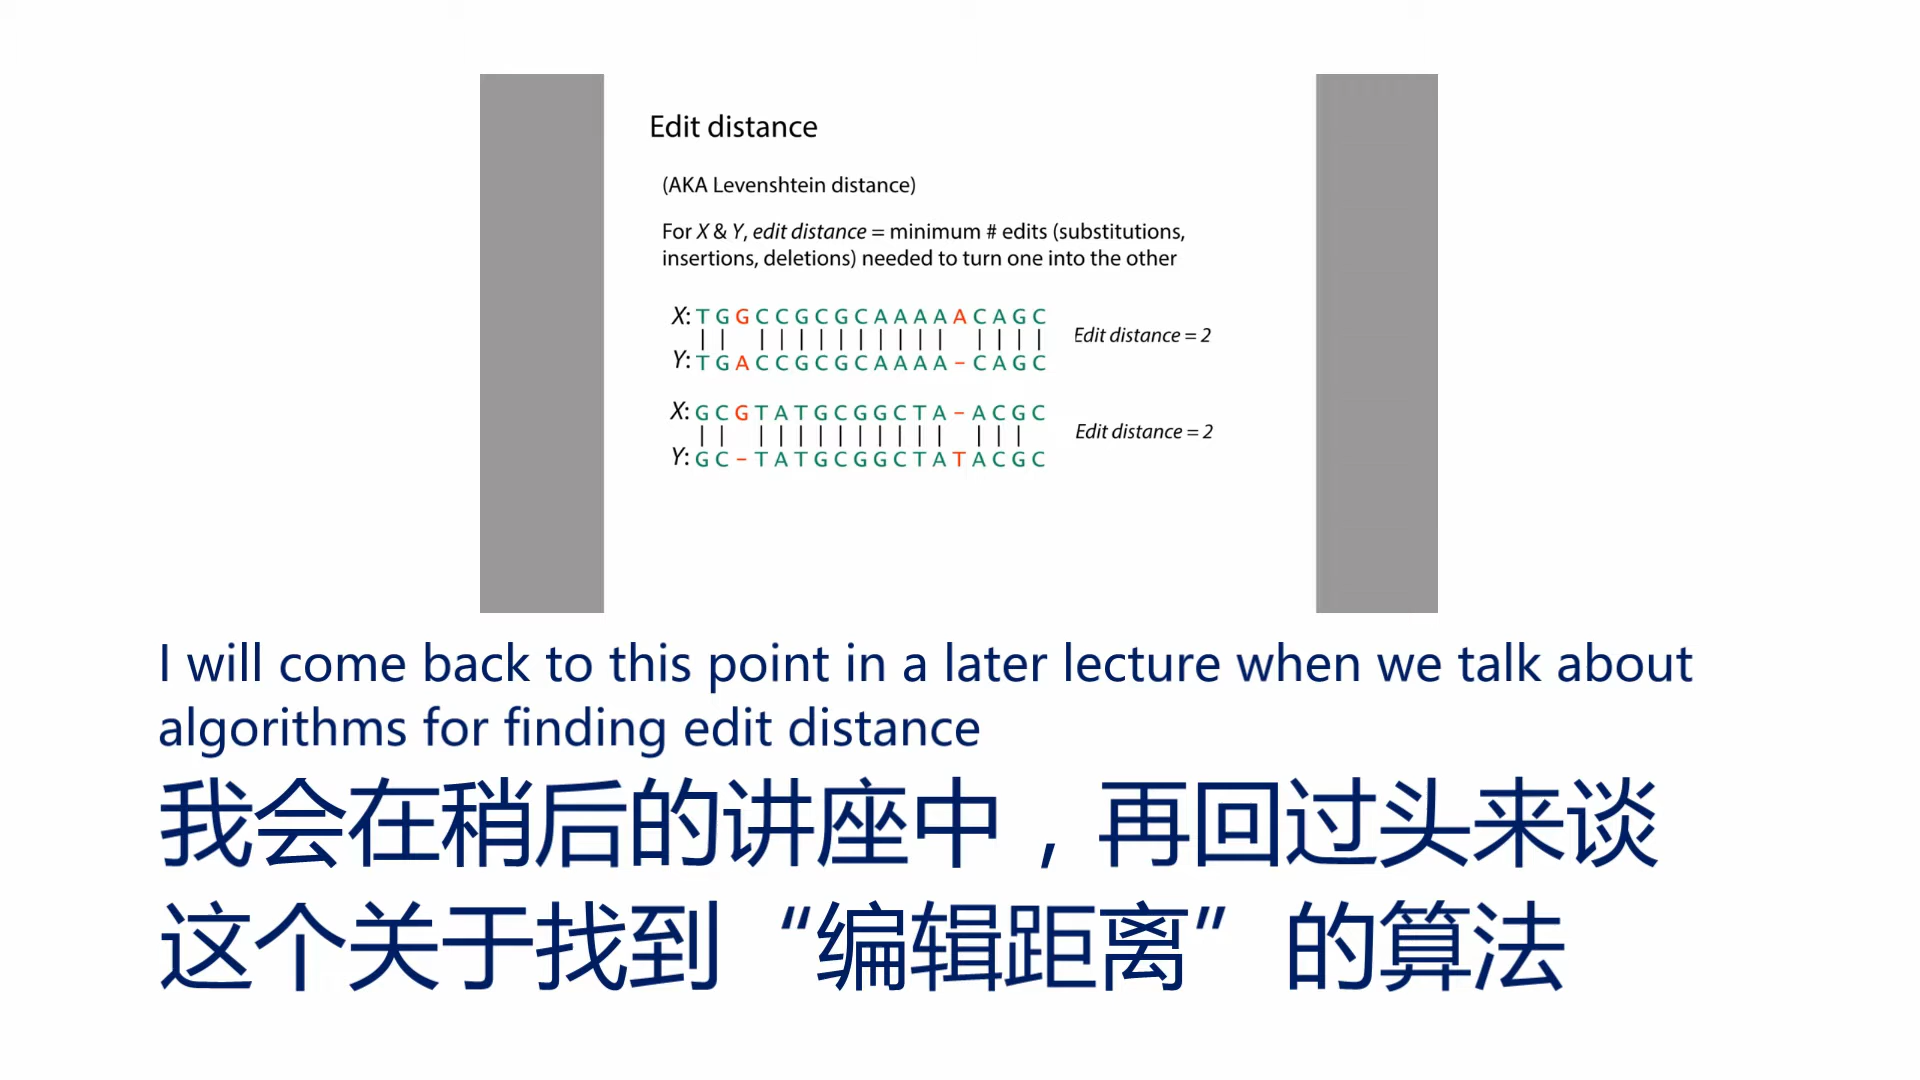 Edit distance
(AKA Levenshtein distance)
For X & Y, edit distance = minimum # edits (substitutions,
insertions, deletions) needed to turn one into the other
X: T G G C C G C G C A A A A A C A G C
Edit distance = 2
Y: T G A C C G C G C A A A A - C A G C
X: G C G T A T G C G G C T A - A C G C
Edit distance = 2
Y: G C - T A T G C G G C T A T A C G C
I will come back to this point in a later lecture when we talk about
algorithms for finding edit distance
我会在稍后的讲座中，再回过头来谈
这个关于找到“编辑距离”的算法